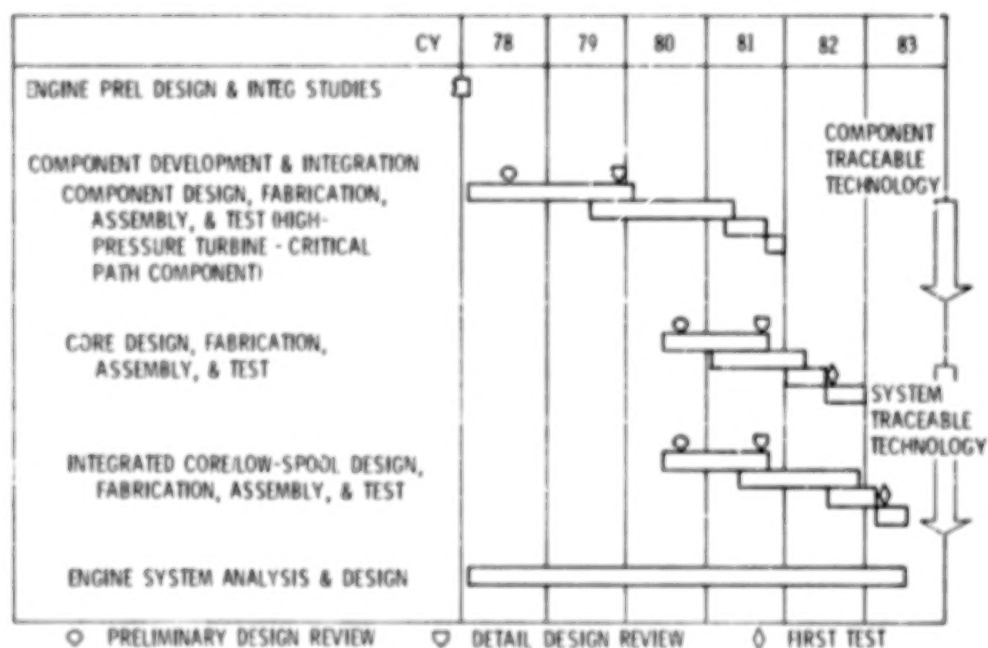 CY 78 79 80 81 82 83
ENGINE PREL DESIGN & INTEG STUDIES
COMPONENT TRACEABLE TECHNOLOGY
COMPONENT DEVELOPMENT & INTEGRATION
COMPONENT DESIGN, FABRICATION,
ASSEMBLY, & TEST (HIGH-
PRESSURE TURBINE - CRITICAL
PATH COMPONENT)
CORE DESIGN, FABRICATION,
ASSEMBLY, & TEST
SYSTEM
TRACEABLE
TECHNOLOGY
INTEGRATED CORE/LOW-SPOOL DESIGN,
FABRICATION, ASSEMBLY, & TEST
ENGINE SYSTEM ANALYSIS & DESIGN
PRELIMINARY DESIGN REVIEW DETAIL DESIGN REVIEW FIRST TEST